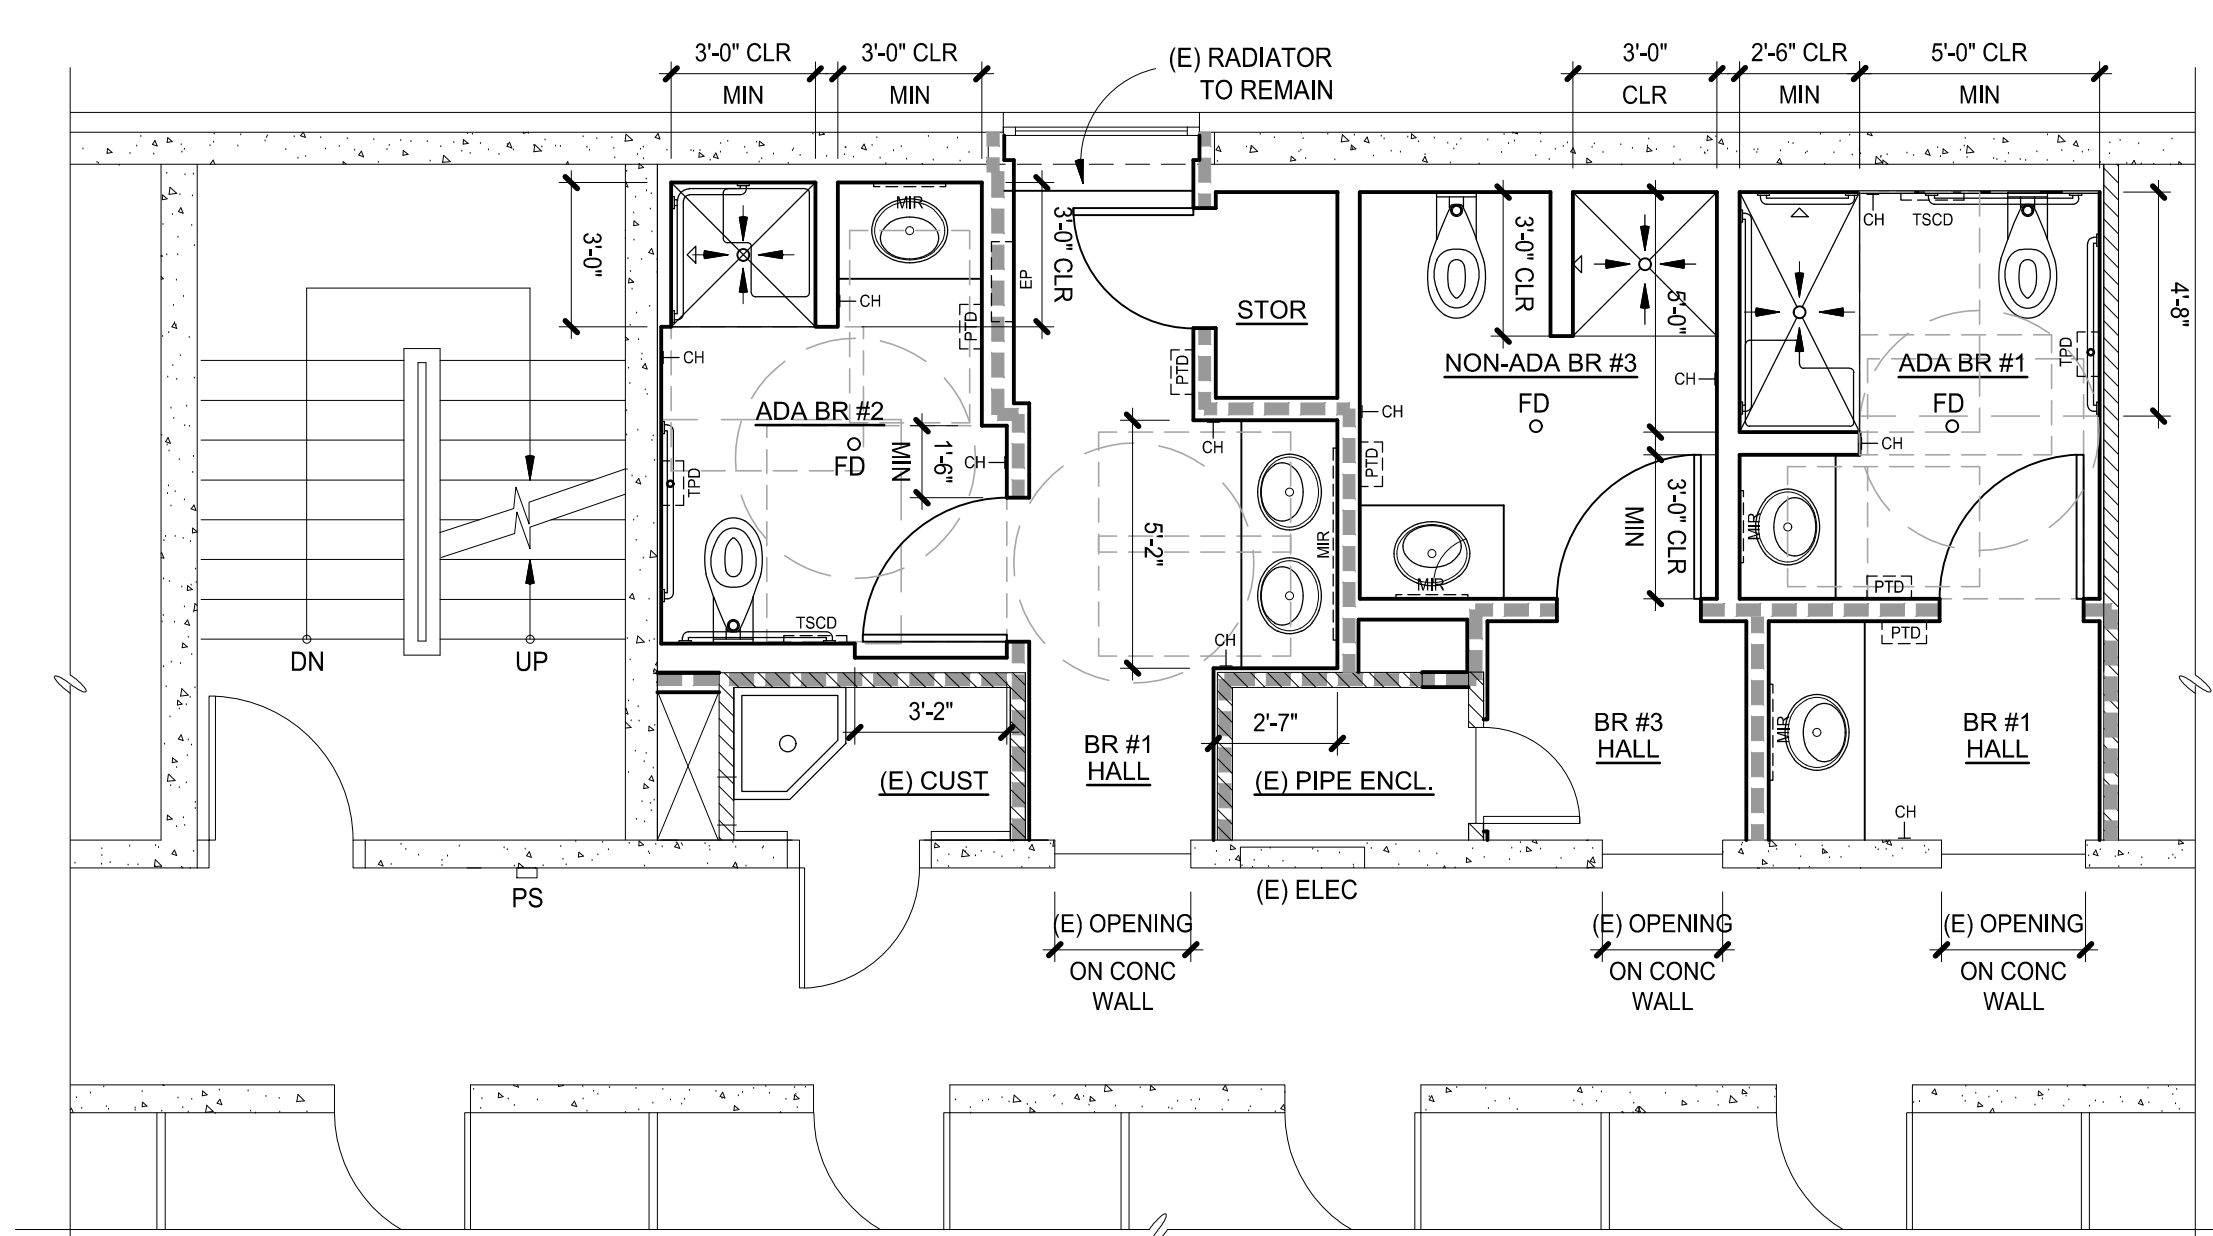 3'-0" CLR
MIN
3'-0" CLR
MIN
(E) RADIATOR
TO REMAIN
3'-0"
CLR
2'-6" CLR
MIN
5'-0" CLR
MIN
3'-0"
MIR
CH
PTD
EP
3'-0" CLR
STOR
3'-0" CLR
5'-0"
CH
TSCD
4'-8"
CH
PTD
NON-ADA BR #3
CH
ADA BR #1
TPD
FD
FD
ADA BR #2
FD
1'-6"
MIN
CH
TPD
CH
CH
PTD
CH
5'-2"
MIR
3'-0" CLR
MIN
MIR
MIR
PTD
TSCD
CH
PTD
DN
UP
3'-2"
2'-7"
BR #1
HALL
(E) CUST
(E) PIPE ENCL.
BR #3
HALL
MIR
BR #1
HALL
CH
PS
(E) ELEC
(E) OPENING
ON CONC
WALL
(E) OPENING
ON CONC
WALL
(E) OPENING
ON CONC
WALL